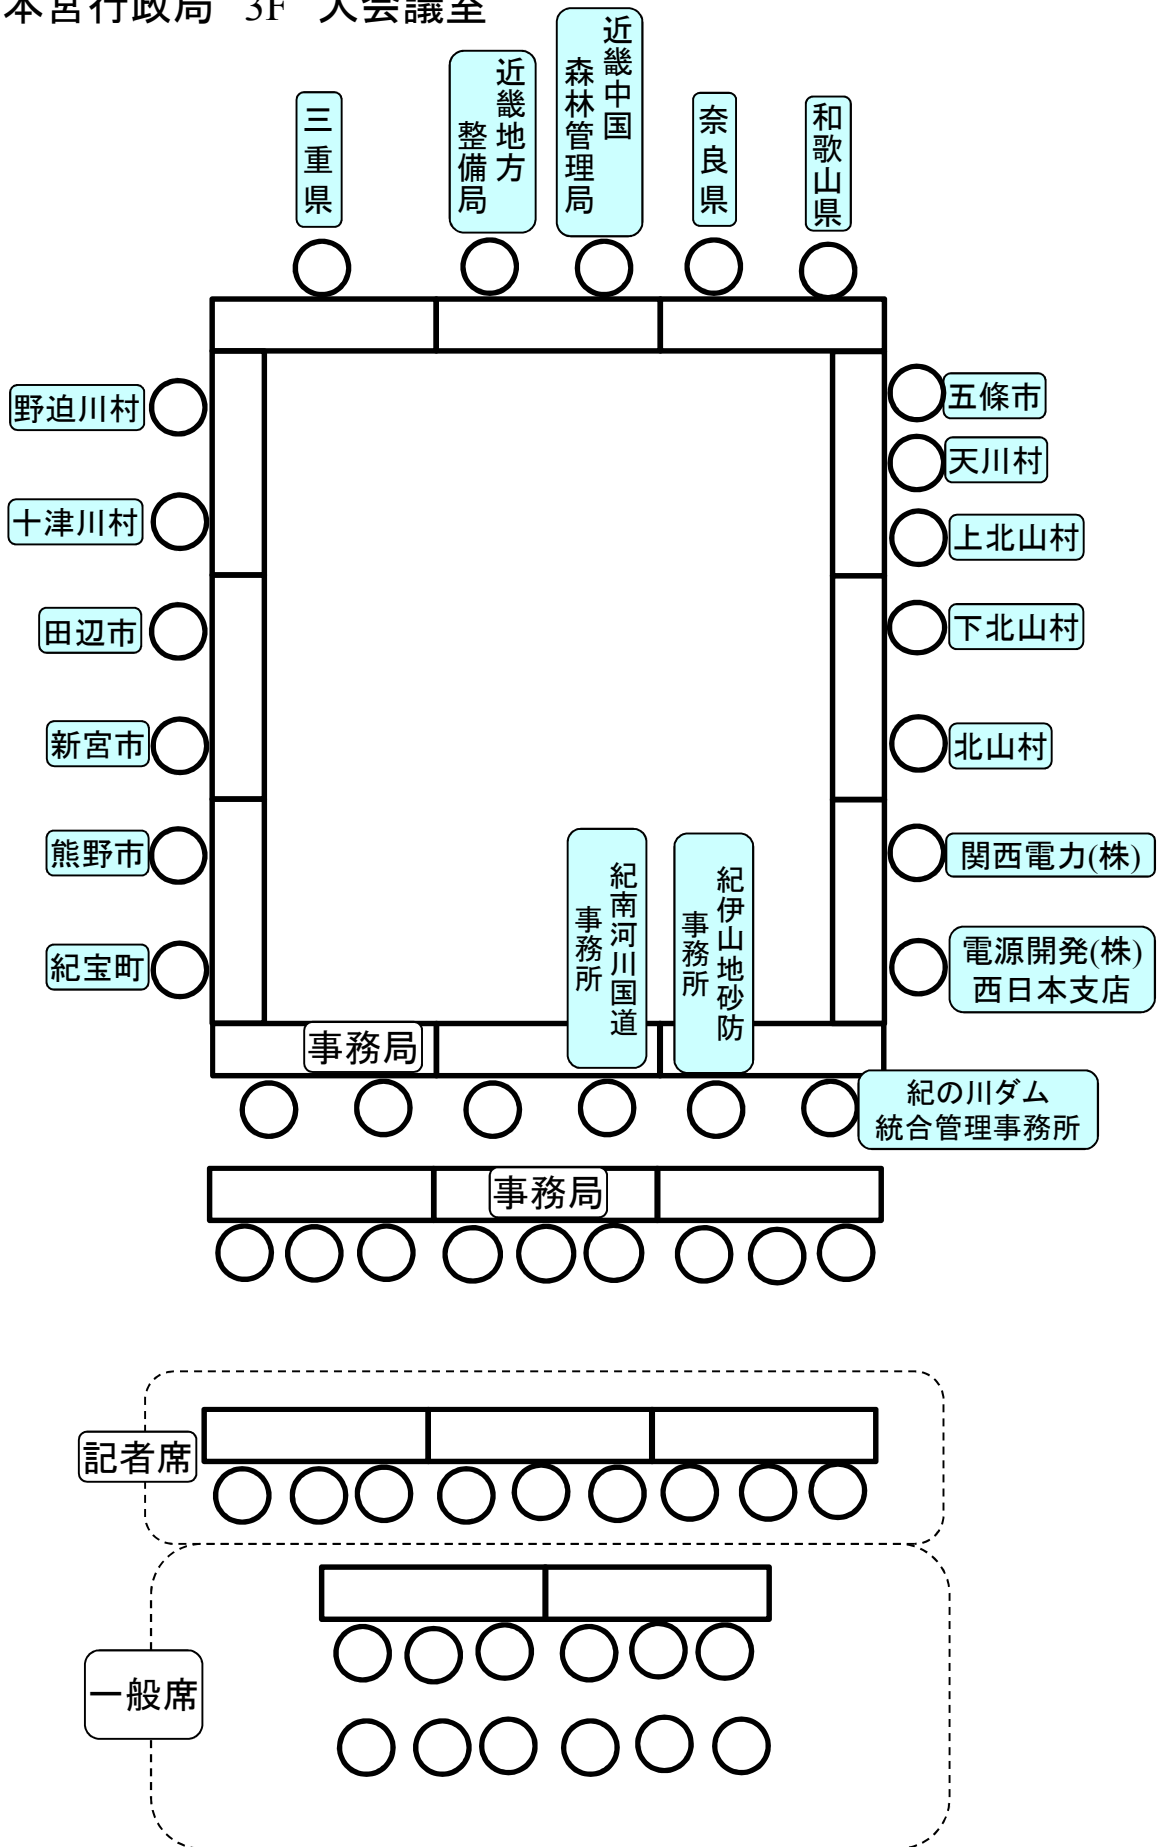 本宮行政局 3F 大会議室
三重県
近畿地方
整備局
近畿中国
森林管理局
奈良県
和歌山県
野迫川村
十津川村
田辺市
新宮市
熊野市
紀宝町
五條市
天川村
上北山村
下北山村
北山村
関西電力(株)
電源開発(株)
西日本支店
紀南河川国道
事務所
紀伊山地砂防
事務所
事務局
紀の川ダム
統合管理事務所
事務局
記者席
一般席